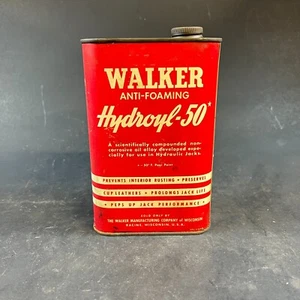 WALKER
ANTI-FOAMING
Hydroyl-50
A scientifically compounded non-
corrosive oil alloy developed espe-
cially for use in Hydraulic Jacks.
PREVENTS INTERIOR RUSTING • PRESERVES
CUP LEATHERS • PROLONGS JACK LIFE
• PEPS UP JACK PERFORMANCE •
SOLD ONLY BY
THE WALKER MANUFACTURING COMPANY OF WISCONSIN
RACINE, WISCONSIN, U.S.A.